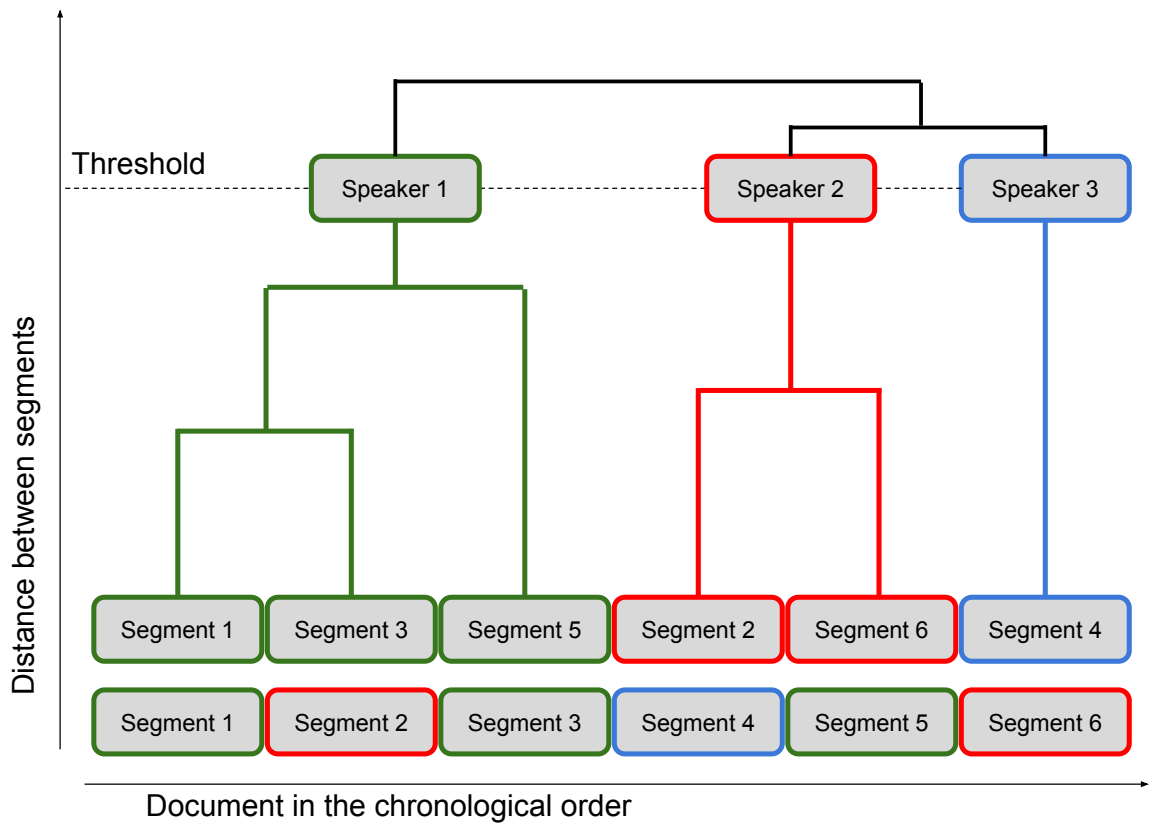 Threshold
Speaker 1
Speaker 2
Speaker 3
Distance between segments
Segment 1
Segment 3
Segment 5
Segment 2
Segment 6
Segment 4
Segment 1
Segment 2
Segment 3
Segment 4
Segment 5
Segment 6
Document in the chronological order